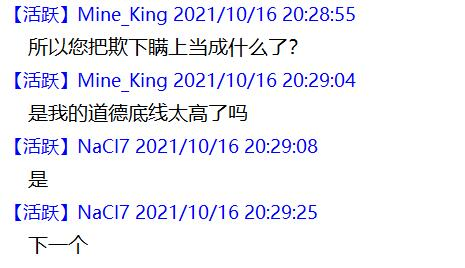 【活跃】Mine_King 2021/10/16 20:28:55
所以您把欺下瞒上当成什么了?
【活跃】Mine_King 2021/10/16 20:29:04
是我的道德底线太高了吗
【活跃】NaCl7 2021/10/16 20:29:08
是
【活跃】NaCl7 2021/10/16 20:29:25
下一个